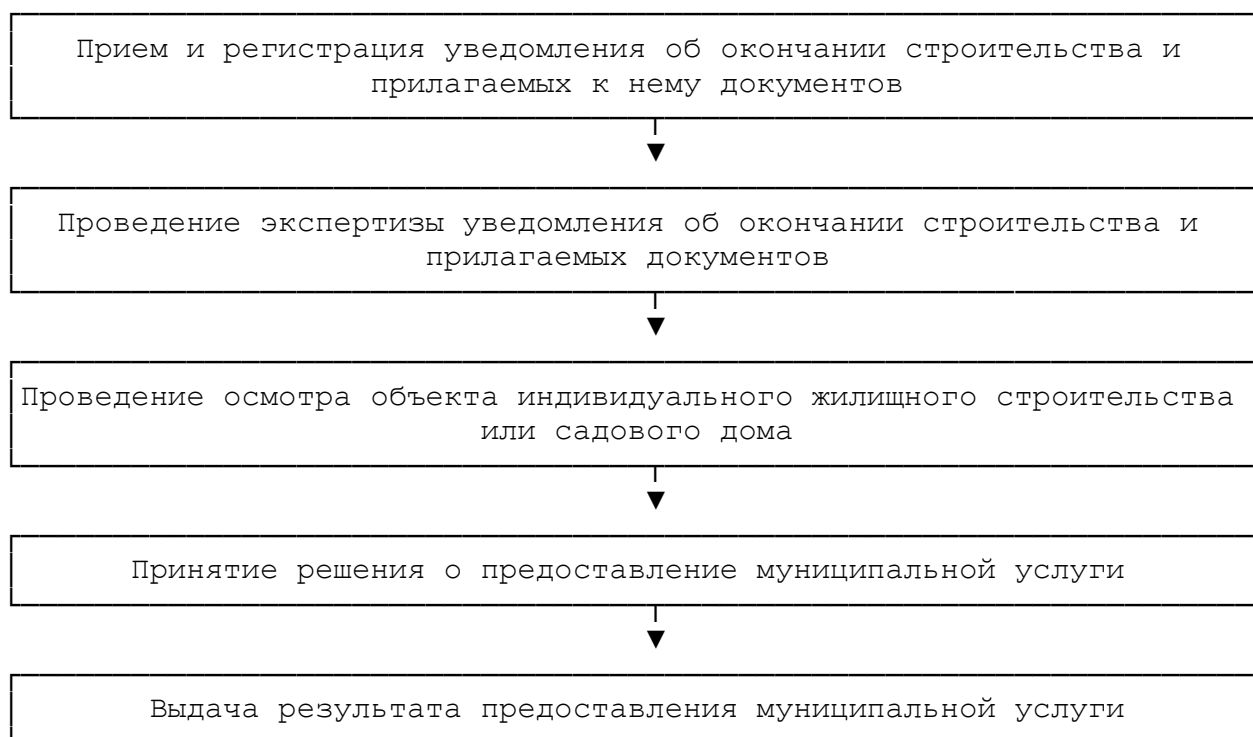 Прием и регистрация уведомления об окончании строительства и
прилагаемых к нему документов
Проведение экспертизы уведомления об окончании строительства и
прилагаемых документов
Проведение осмотра объекта индивидуального жилищного строительства
или садового дома
Принятие решения о предоставление муниципальной услуги
Выдача результата предоставления муниципальной услуги